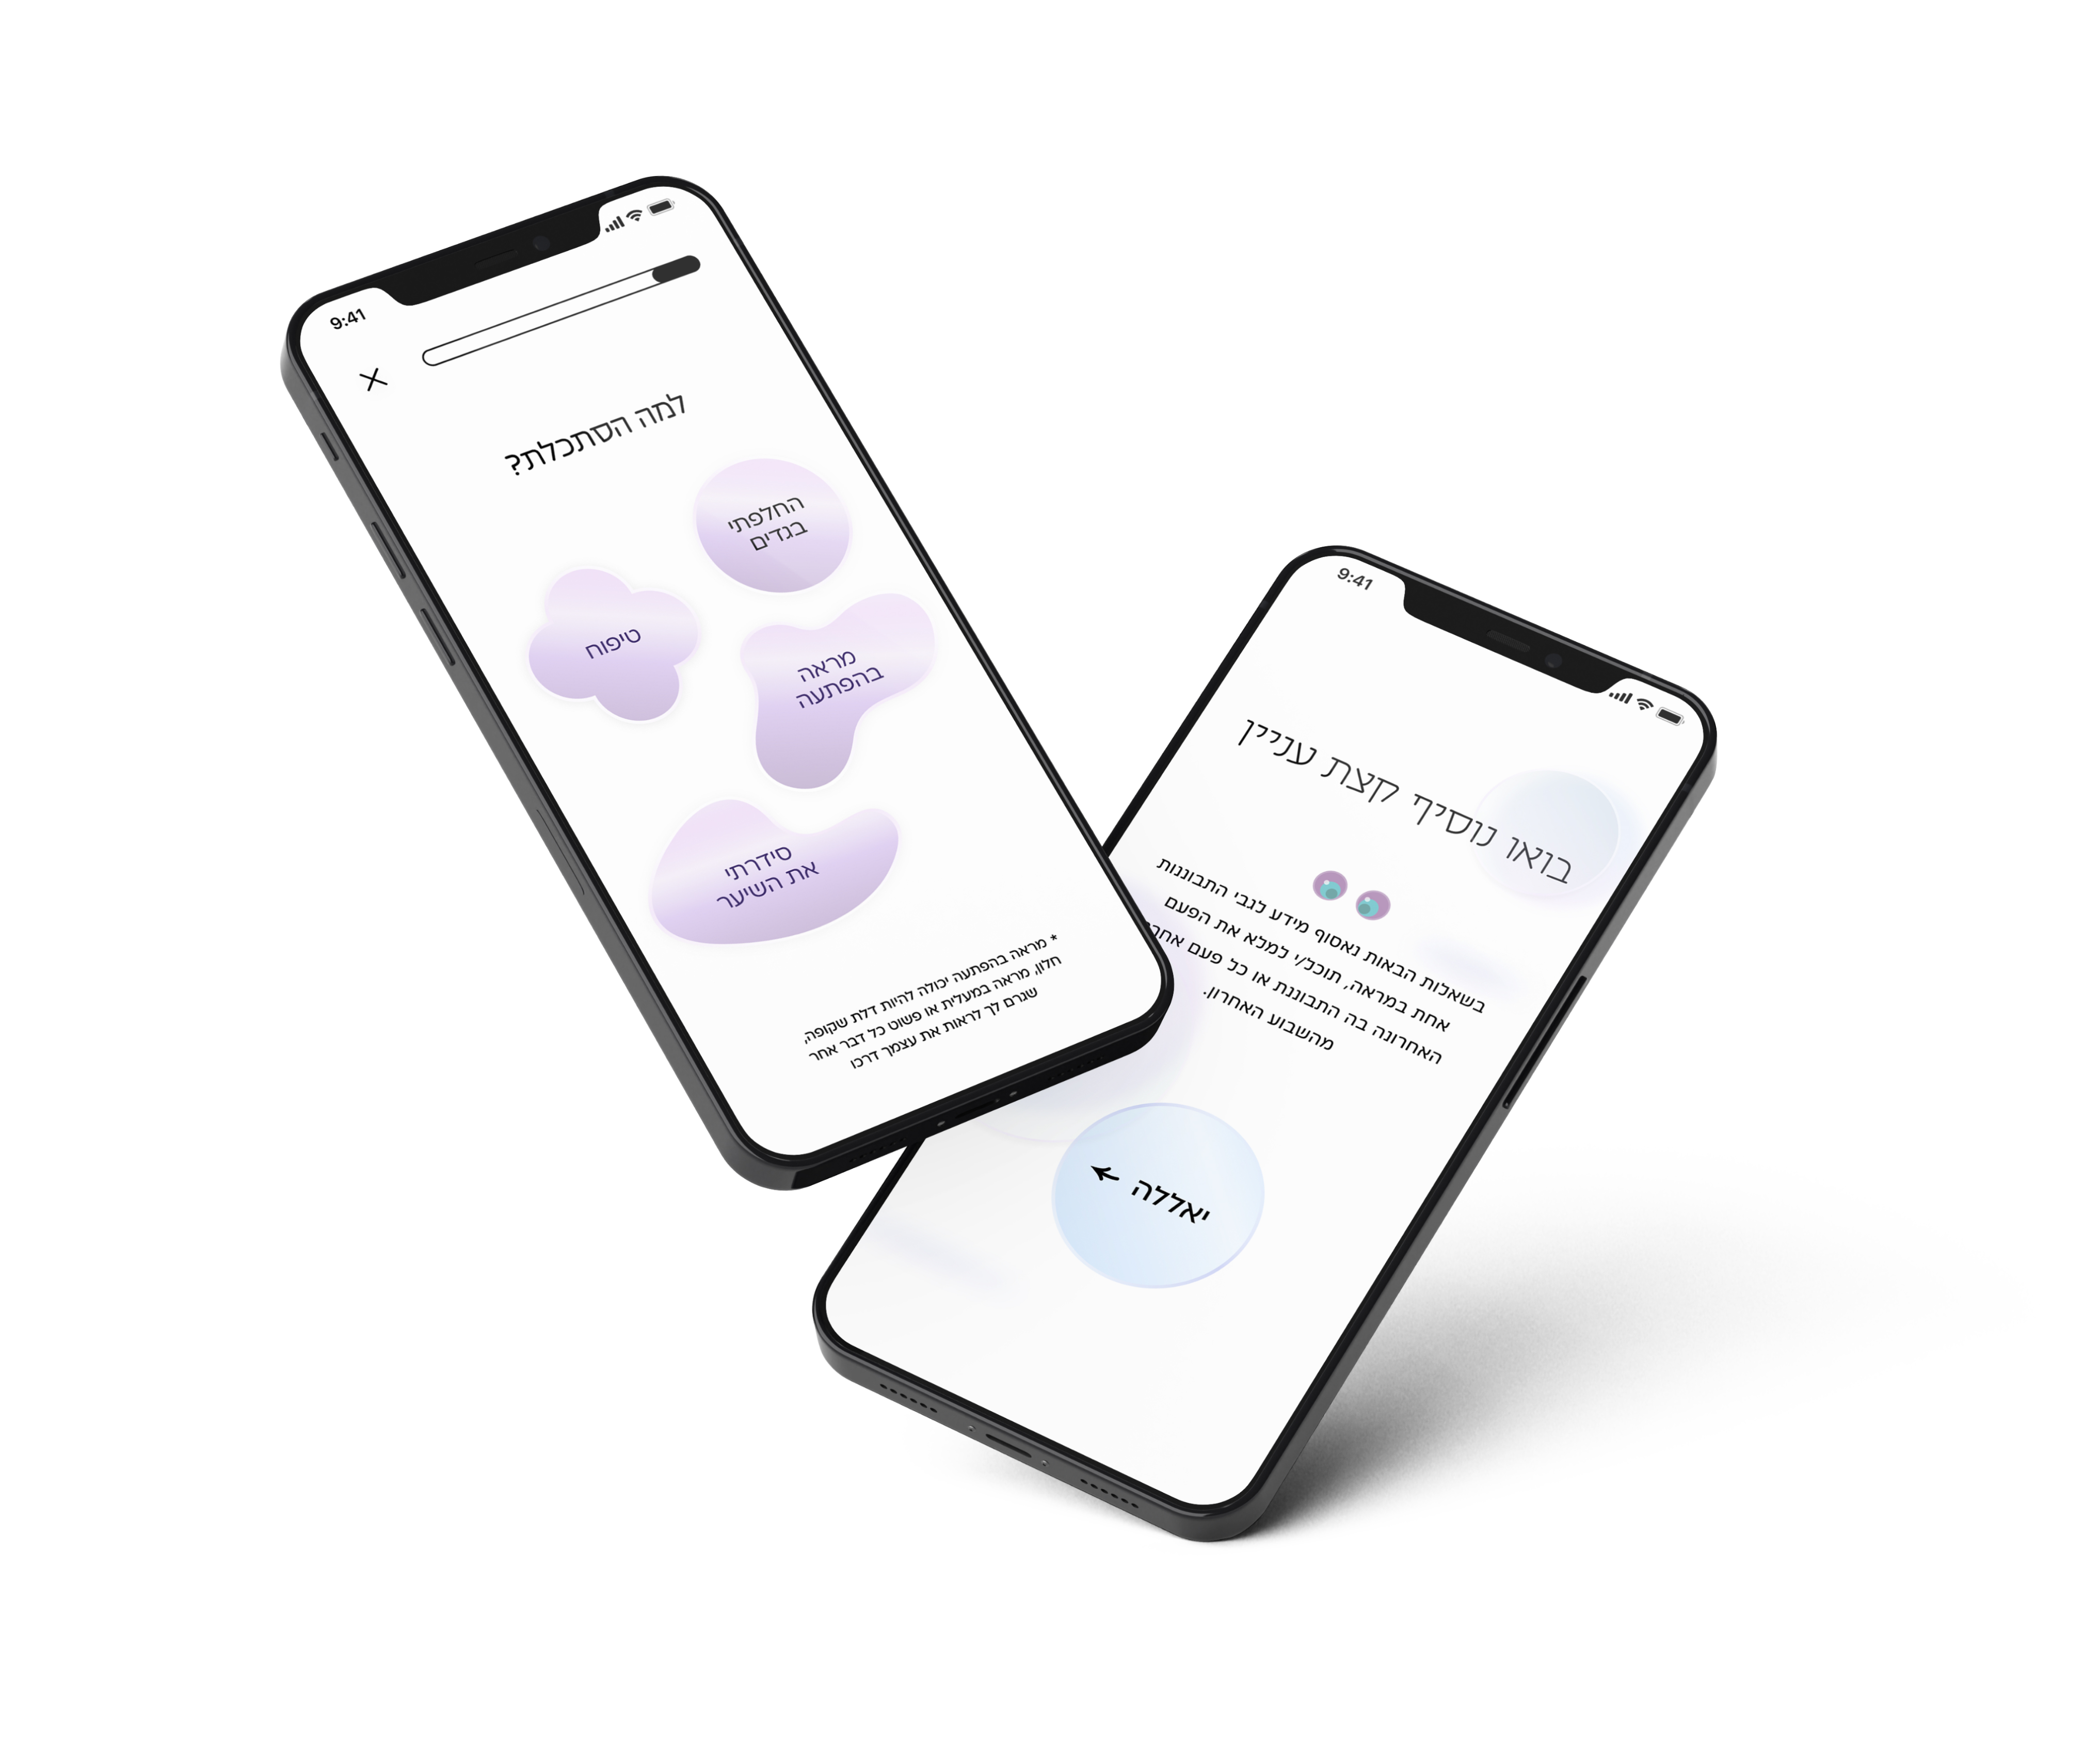 9:41
למה הסתכלת?
החלפתי
בגדים
טיפוח
מראה
בהפתעה
סידרתי
את השיער
* מראה בהפתעה יכולה להיות דלת שקופה,
חלון, מראה במעלית או פשוט כל דבר אחר
שגרם לך לראות את עצמך דרכו
9:41
בואו נוסיף קצת עניין
בשאלות הבאות נאסוף מידע לגבי התבוננות
אחת במראה, תוכל/י למלא את הפעם
האחרונה בה התבוננת או כל פעם
מהשבוע האחרון.
יאללה